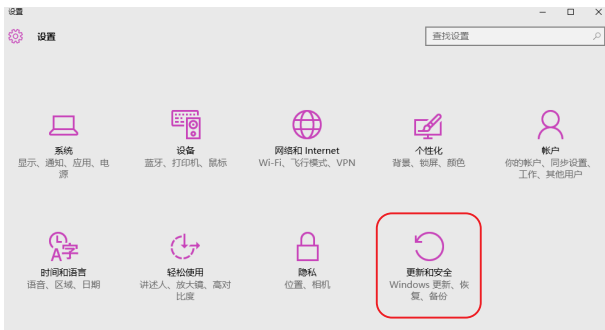 设置
设置
查找设置
系统
显示、通知、应用、电
源
设备
蓝牙、打印机、鼠标
网络和 Internet
Wi-Fi、飞行模式、VPN
个性化
背景、锁屏、颜色
帐户
你的帐户、同步设置、
工作、其他用户
A字
时间和语言
语音、区域、日期
轻松使用
讲述人、放大镜、高对
比度
隐私
位置、相机
更新和安全
Windows 更新、恢
复、备份